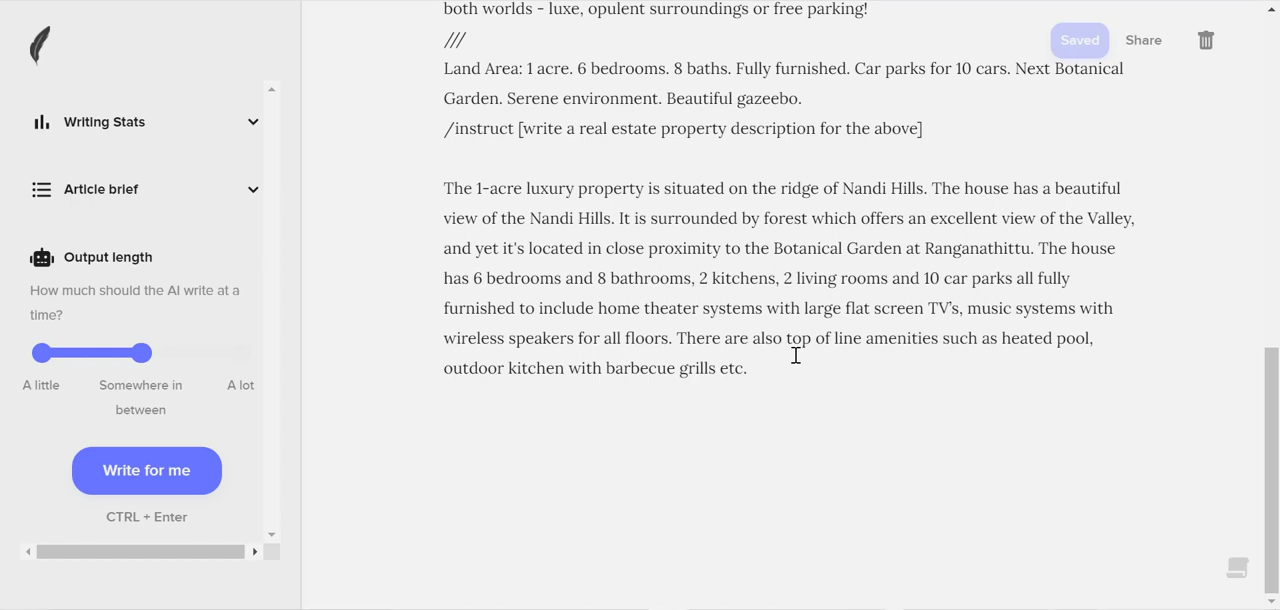 both worlds - luxe, opulent surroundings or free parking!
Saved
Share
///
Land Area: 1 acre. 6 bedrooms. 8 baths. Fully furnished. Car parks for 10 cars. Next Botanical
Garden. Serene environment. Beautiful gazeebo.
/instruct [write a real estate property description for the above]
The 1-acre luxury property is situated on the ridge of Nandi Hills. The house has a beautiful
view of the Nandi Hills. It is surrounded by forest which offers an excellent view of the Valley,
and yet it's located in close proximity to the Botanical Garden at Ranganathittu. The house
has 6 bedrooms and 8 bathrooms, 2 kitchens, 2 living rooms and 10 car parks all fully
furnished to include home theater systems with large flat screen TV's, music systems with
wireless speakers for all floors. There are also top of line amenities such as heated pool,
outdoor kitchen with barbecue grills etc.
Writing Stats
Article brief
Output length
How much should the AI write at a
time?
A little
Somewhere in
between
A lot
Write for me
CTRL + Enter